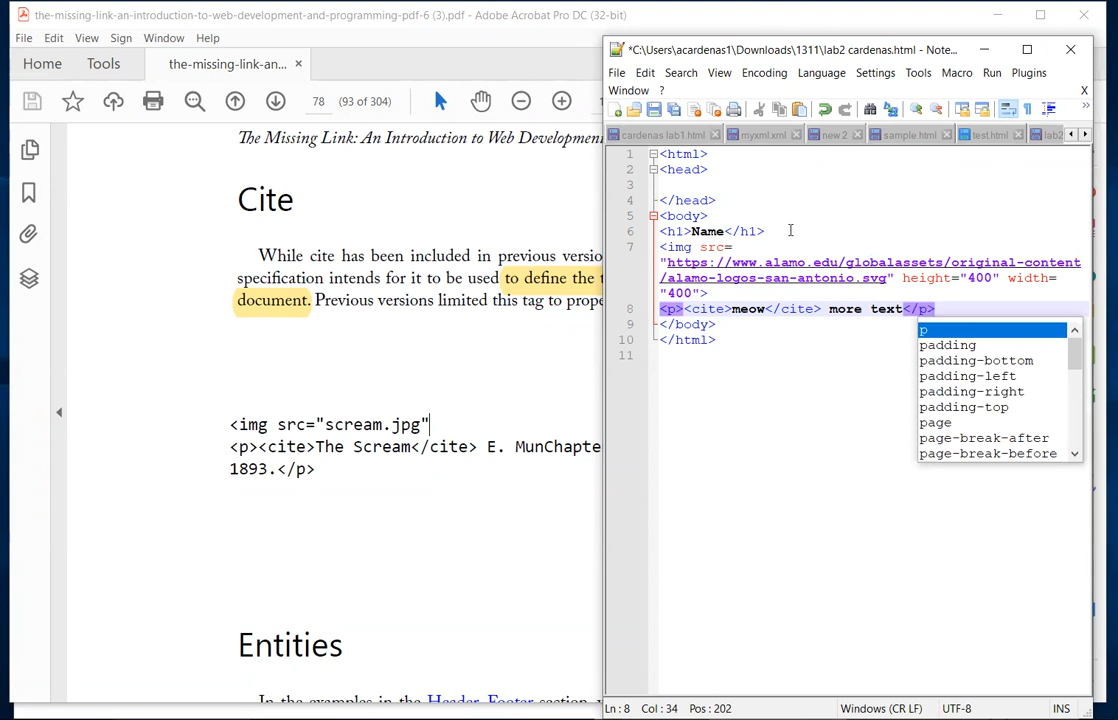 the-missing-link-an-introduction-to-web-development-and-programming-pdf-6 (3).pdf - Adobe Acrobat Pro DC (32-bit)
File Edit View Sign Window Help
Home Tools the-missing-link-an-... ×
78 (93 of 304)
The Missing Link: An Introduction to Web Developmen
Cite
While cite has been included in previous versio
specification intends for it to be used to define the t
document. Previous versions limited this tag to prope
<img src="scream.jpg"
<p><cite>The Scream</cite> E. MunChapte
1893.</p>
Entities
In the examples in the Header, Footer section
*C:\Users\acardenas1\Downloads\1311\lab2 cardenas.html - Note...
File Edit Search View Encoding Language Settings Tools Macro Run Plugins
Window ? X
cardenas lab1.html myxml.xml new 2 sample.html test.html lab2
1 <html>
2 <head>
3
4 </head>
5 <body>
6 <h1>Name</h1>
7 <img src=
"https://www.alamo.edu/globalassets/original-content
/alamo-logos-san-antonio.svg" height="400" width=
"400">
8 <p><cite>meow</cite> more text</p>
9 </body>
10 </html>
11
p
padding
padding-bottom
padding-left
padding-right
padding-top
page
page-break-after
page-break-before
Ln : 8 Col : 34 Pos : 202 Windows (CR LF) UTF-8 INS